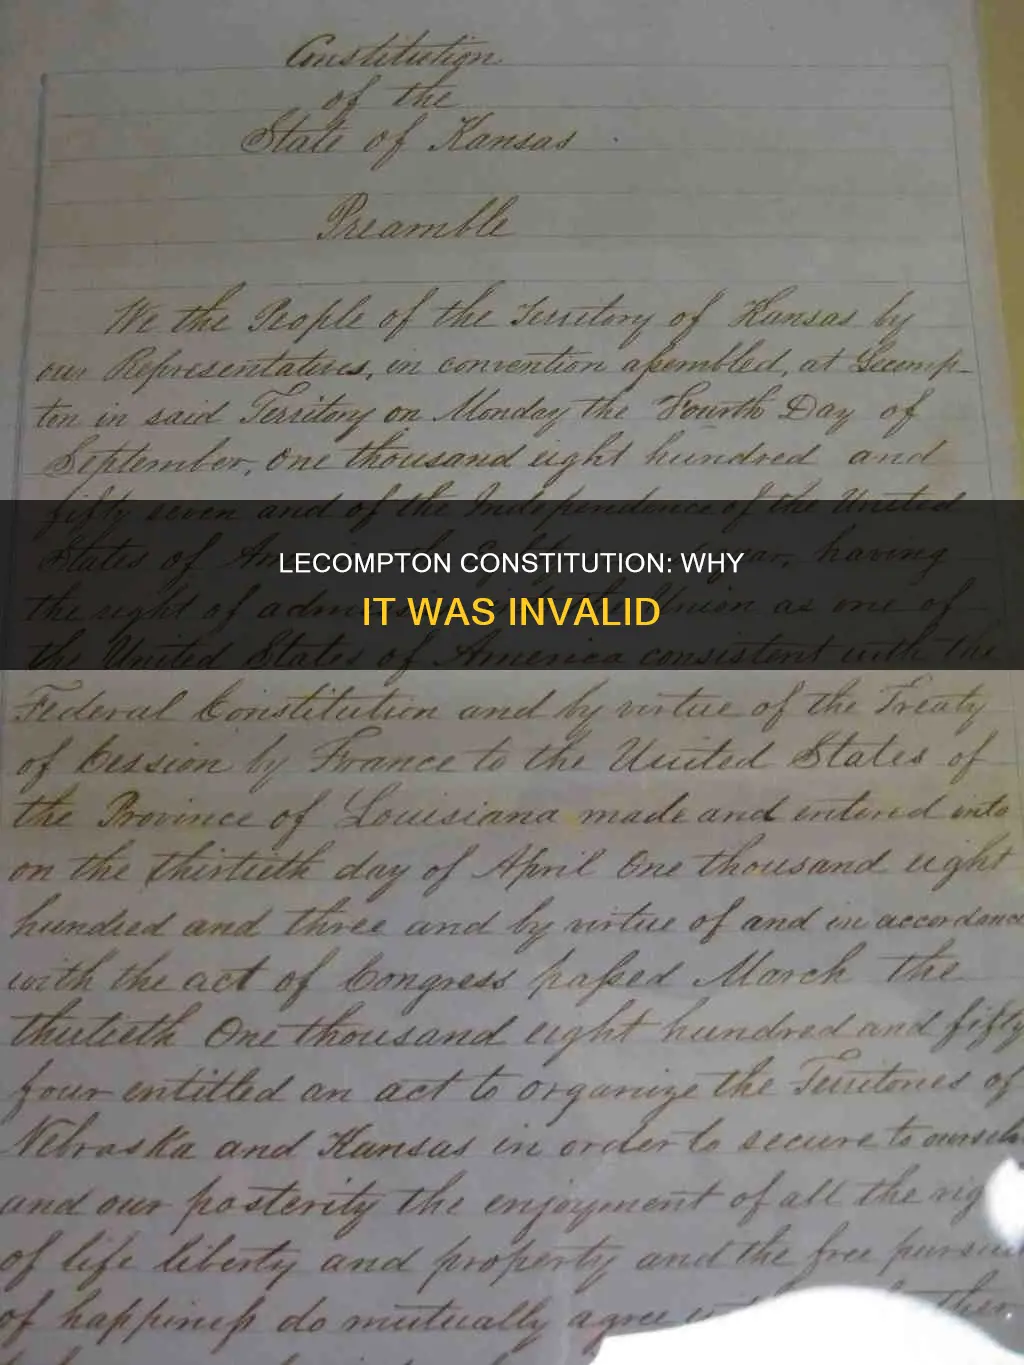 Constitution
of the
State of Kansas
Preamble
We the People of the Territory of Kansas by
our Representatives, in convention assembled, at Lecomp-
ton in said Territory on Monday the Fourth Day of
September, One thousand eight hundred and
fifty seven and of the Independence of the United
States of year, having
LECOMPTON CONSTITUTION: WHY
IT WAS INVALID
the right of Union as one of
the United States of America consistent with the
Federal Constitution and by virtue of the Treaty
of Cession by France to the United States of
the Province of Louisiana made and entered into
on the thirtieth day of April One thousand eight
hundred and three and by virtue of and in accordance
with the act of Congress passed March the
thirtieth One thousand eight hundred and fifty
four entitled an act to organize the Territories of
Nebraska and Kansas in order to secure to
and our posterity the enjoyment of all the
of life liberty and property and the free
of happiness do mutually agree